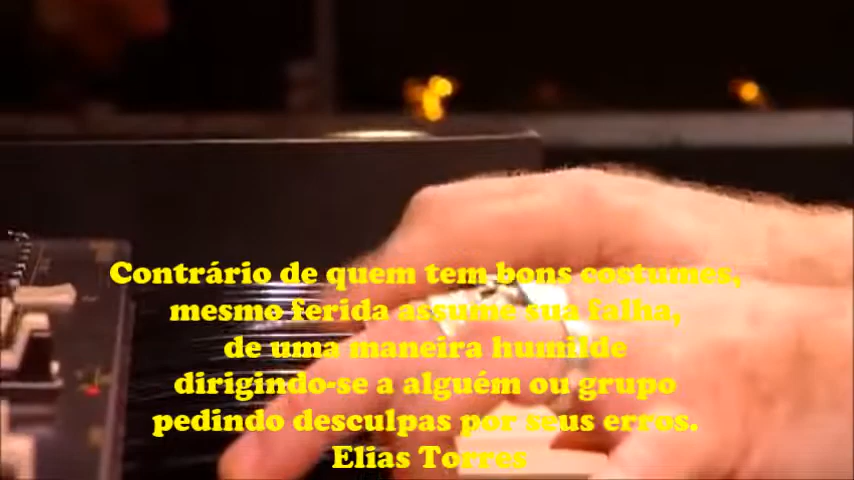 Contrário de quem tem bons costumes,
mesmo ferida assume sua falha,
de uma maneira humilde
dirigindo-se a alguém ou grupo
pedindo desculpas por seus erros.
Elias Torres